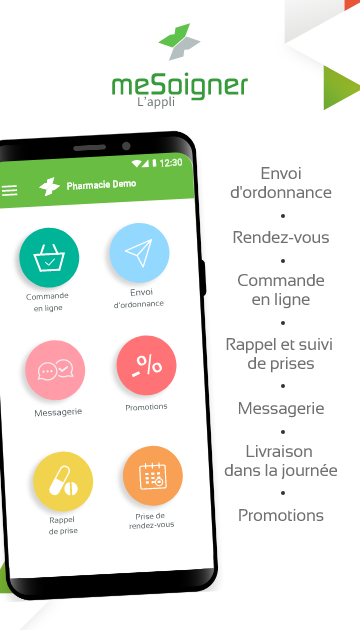 meSoigner
L'appli
12:30
Pharmacie Demo
Commande
en ligne
Envoi
d'ordonnance
Messagerie
Promotions
Rappel
de prise
Prise de
rendez-vous
Envoi
d'ordonnance
•
Rendez-vous
•
Commande
en ligne
•
Rappel et suivi
de prises
•
Messagerie
•
Livraison
dans la journée
•
Promotions